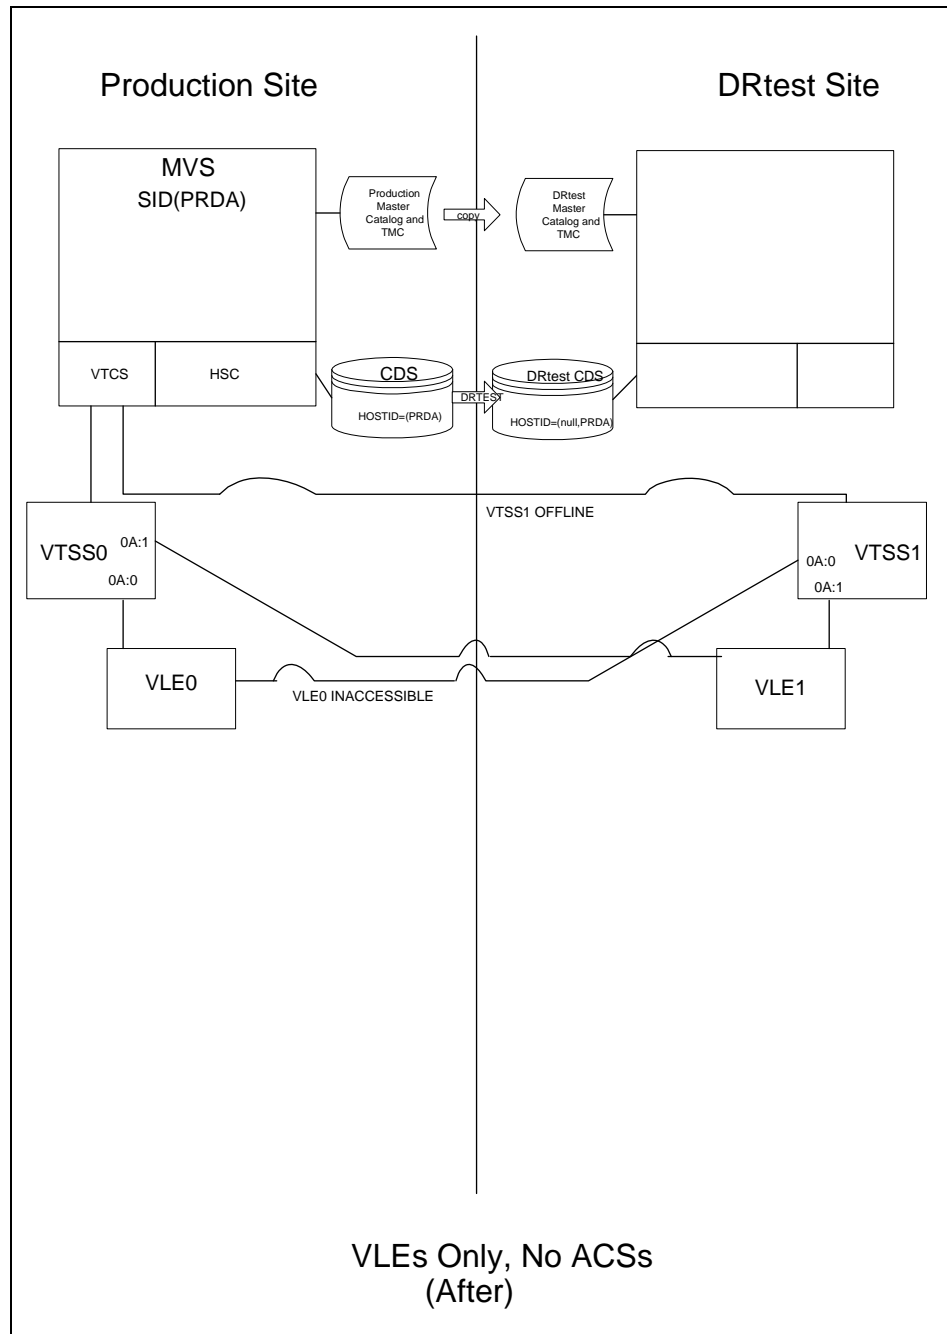 Production Site
DRtest Site
MVS
SID(PRDA)
Production
Master
Catalog and
TMC
copy
DRtest
Master
Catalog and
TMC
VTCS
HSC
CDS
HOSTID=(PRDA)
DRTEST
DRtest CDS
HOSTID=(null,PRDA)
VTSS1 OFFLINE
VTSS0
0A:1
0A:0
VTSS1
0A:0
0A:1
VLE0
VLE0 INACCESSIBLE
VLE1
VLEs Only, No ACSs
(After)